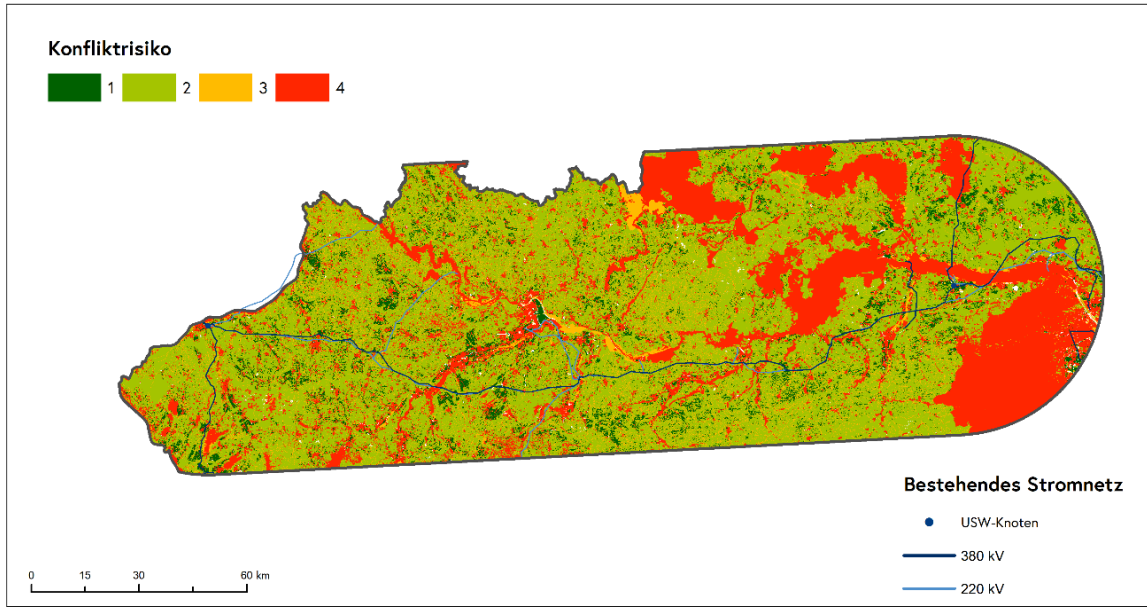 Konfliktrisiko
1 2 3 4
Bestehendes Stromnetz
USW-Knoten
380 kV
220 kV
0 15 30 60 km